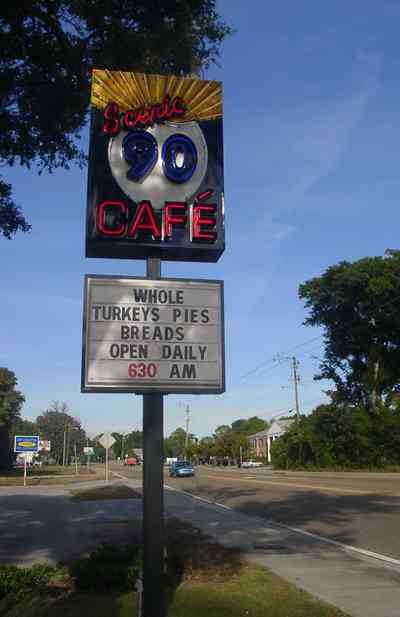 Scenic
90
CAFÉ
WHOLE
TURKEYS PIES
BREADS
OPEN DAILY
630 AM